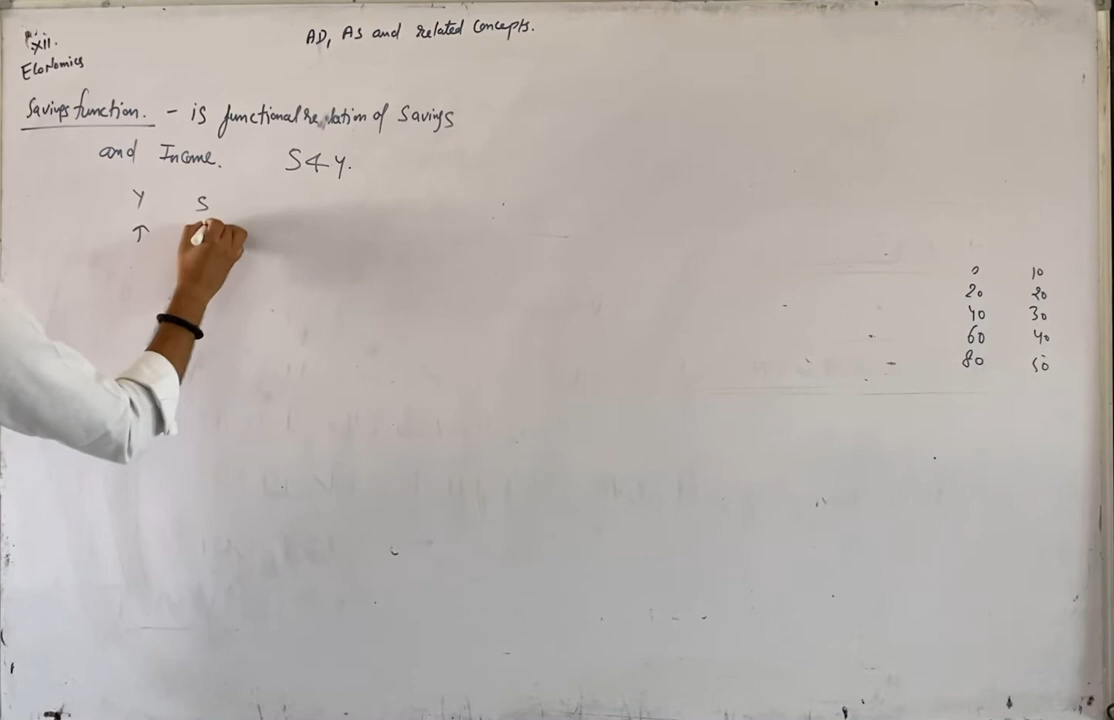 xii.
Economics
AD, AS and related concepts.
Savings function. - is functional relation of Savings
and Income. S & Y.
Y S
↑
0 10
20 20
40 30
60 40
80 50